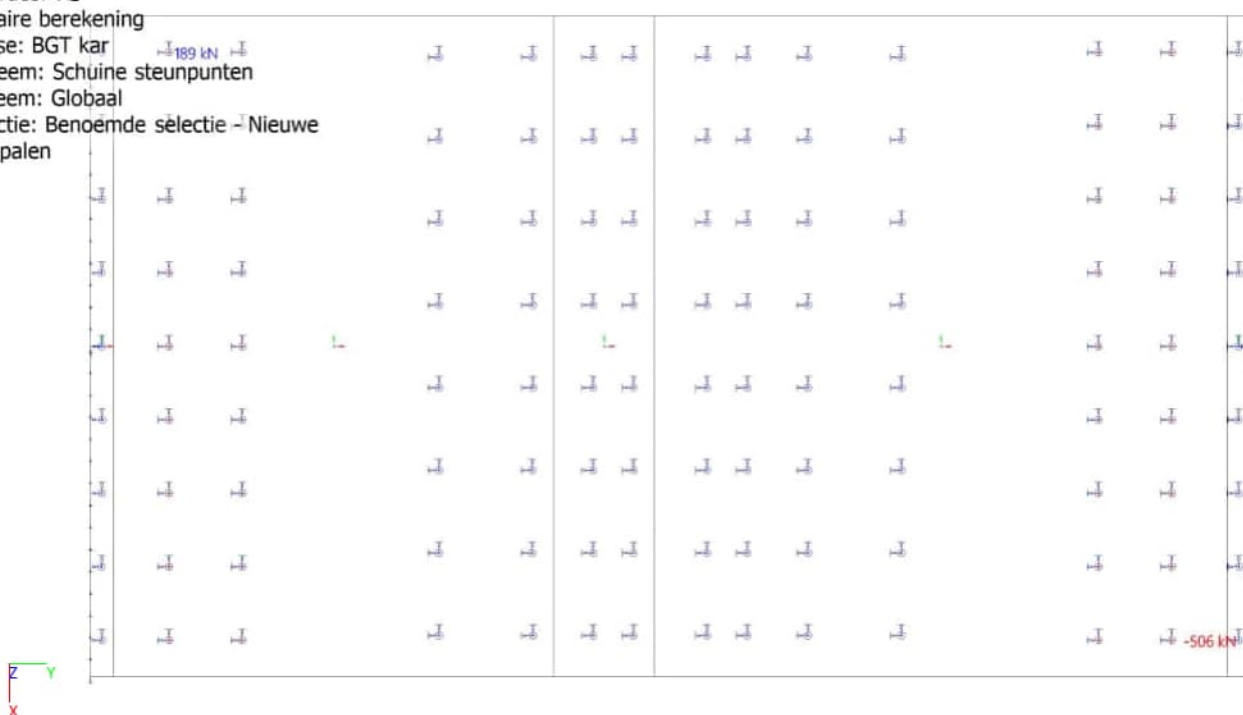 aire berekening
se: BGT kar
189 kN
eem: Schuine steunpunten
eem: Globaal
ctie: Benoemde selectie - Nieuwe
palen
-506 kN
Z Y
X